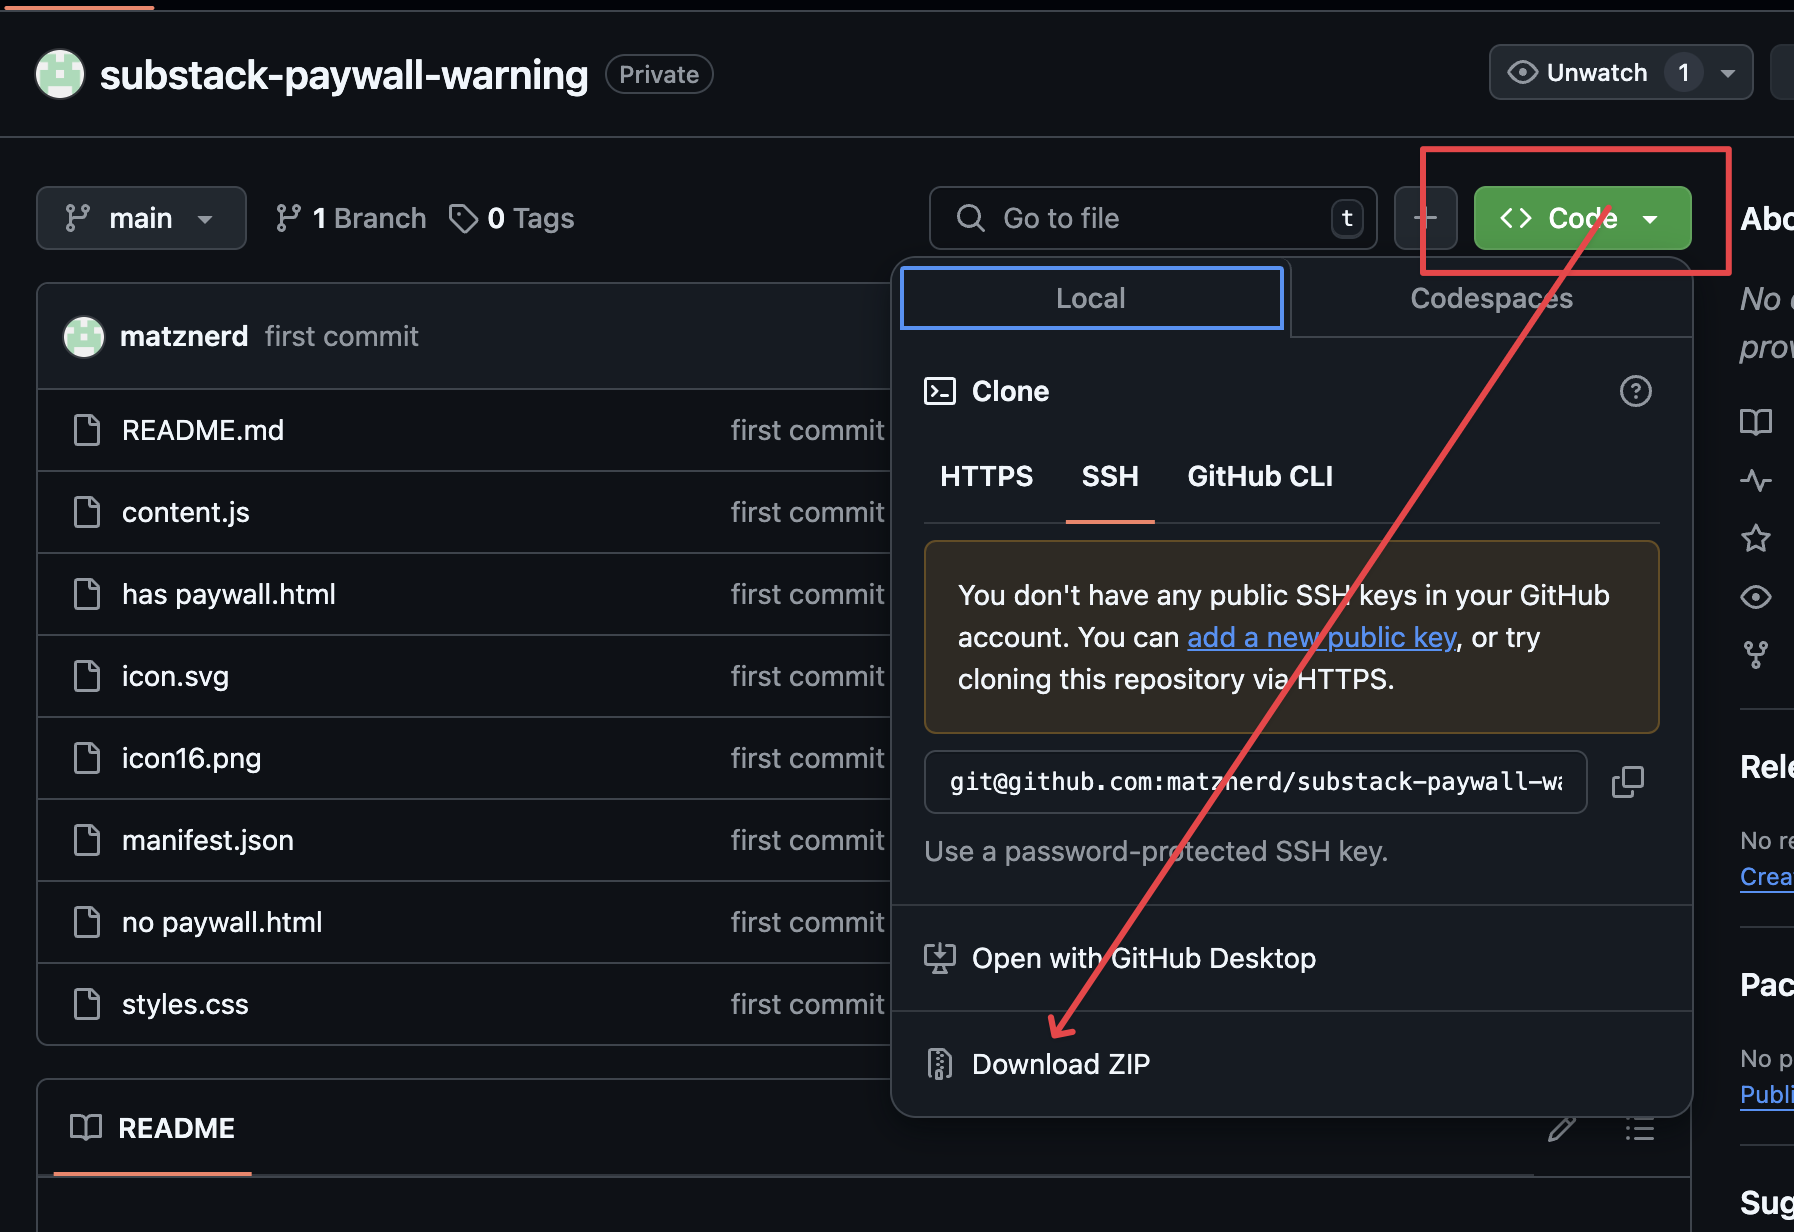 substack-paywall-warning Private
Unwatch 1
main
1 Branch
0 Tags
Go to file t
Code
matznerd first commit
README.md first commit
content.js first commit
has paywall.html first commit
icon.svg first commit
icon16.png first commit
manifest.json first commit
no paywall.html first commit
styles.css first commit
README
Local
Codespaces
Clone
HTTPS SSH GitHub CLI
You don't have any public SSH keys in your GitHub
account. You can add a new public key, or try
cloning this repository via HTTPS.
git@github.com:matznerd/substack-paywall-wa
Use a password-protected SSH key.
Open with GitHub Desktop
Download ZIP
Abo
No
prov
Rele
No re
Crea
Pac
No p
Publi
Sug